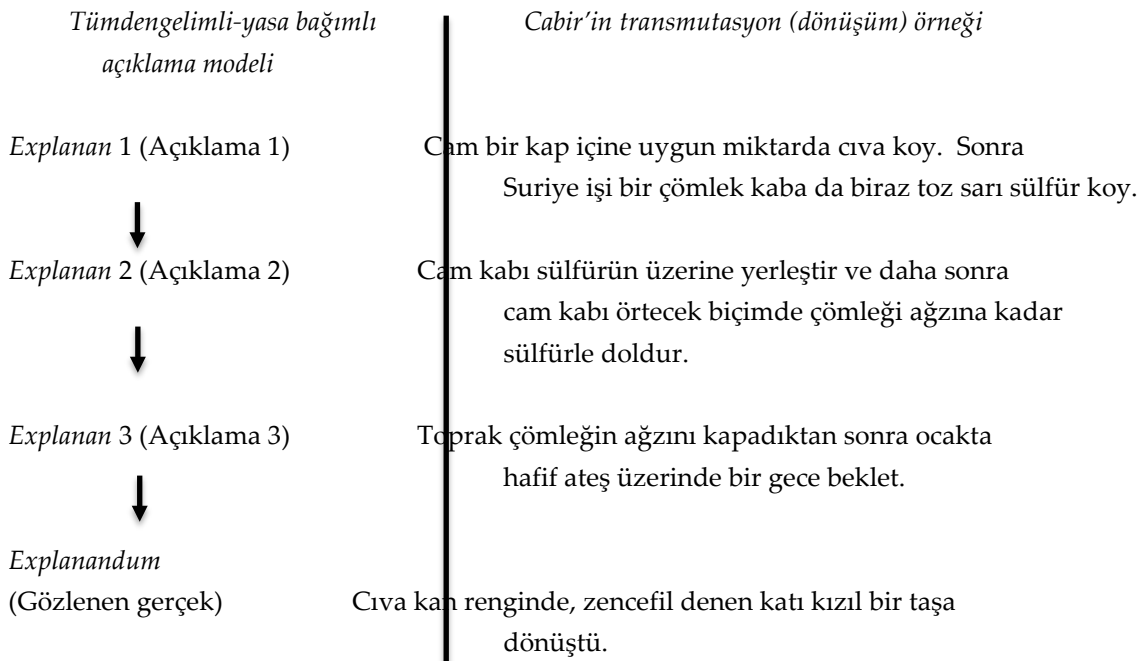 Tümdengelimli-yasa bağımlı açıklama modeli
Cabir’in transmutasyon (dönüşüm) örneği
Explanan 1 (Açıklama 1) Cam bir kap içine uygun miktarda cıva koy. Sonra
Suriye işi bir çömlek kaba da biraz toz sarı sülfür koy.
Explanan 2 (Açıklama 2) Cam kabı sülfürün üzerine yerleştir ve daha sonra
cam kabı örtecek biçimde çömleği ağzına kadar
sülfürle doldur.
Explanan 3 (Açıklama 3) Toprak çömleğin ağzını kapadıktan sonra ocakta
hafif ateş üzerinde bir gece beklet.
Explanandum
(Gözlenen gerçek) Cıva kan renginde, zencefil denen katı kızıl bir taşa
dönüştü.